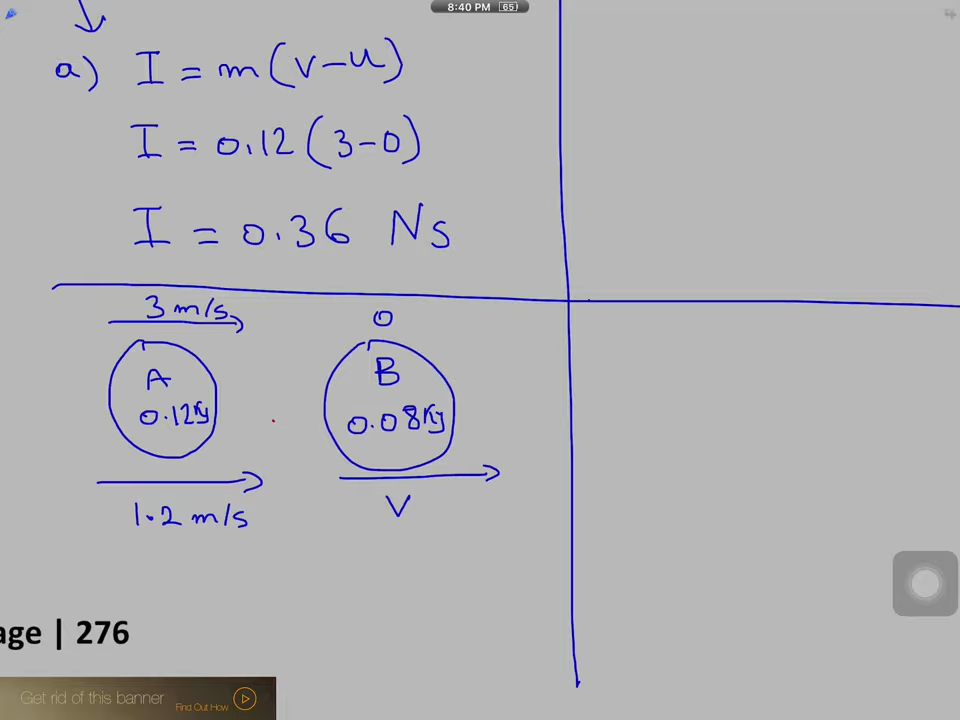 8:40 PM 65
a) I = m(v-u)
I = 0.12(3-0)
I = 0.36 Ns
3 m/s 0
A B
0.12Kg 0.08Kg
1.2 m/s V
age | 276
Get rid of this banner
Find Out How